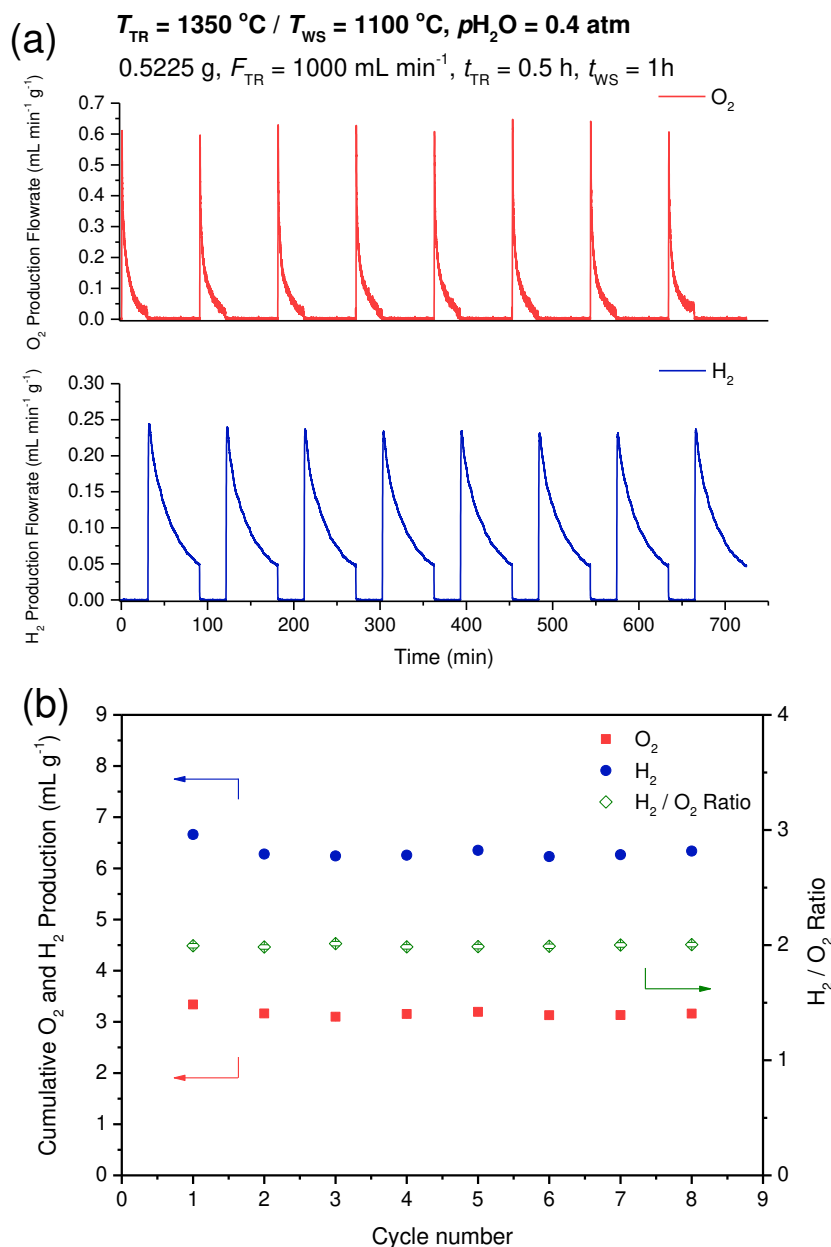 (a)
T_TR = 1350 °C / T_WS = 1100 °C, pH₂O = 0.4 atm
0.5225 g, F_TR = 1000 mL min⁻¹, t_TR = 0.5 h, t_WS = 1h
O₂
O₂ Production Flowrate (mL min⁻¹ g⁻¹)
0.7
0.6
0.5
0.4
0.3
0.2
0.1
0.0
H₂
H₂ Production Flowrate (mL min⁻¹ g⁻¹)
0.30
0.25
0.20
0.15
0.10
0.05
0.00
0 100 200 300 400 500 600 700
Time (min)
(b)
O₂
H₂
H₂ / O₂ Ratio
Cumulative O₂ and H₂ Production (mL g⁻¹)
9
8
7
6
5
4
3
2
1
0
4
3
2
1
0
H₂ / O₂ Ratio
0 1 2 3 4 5 6 7 8 9
Cycle number